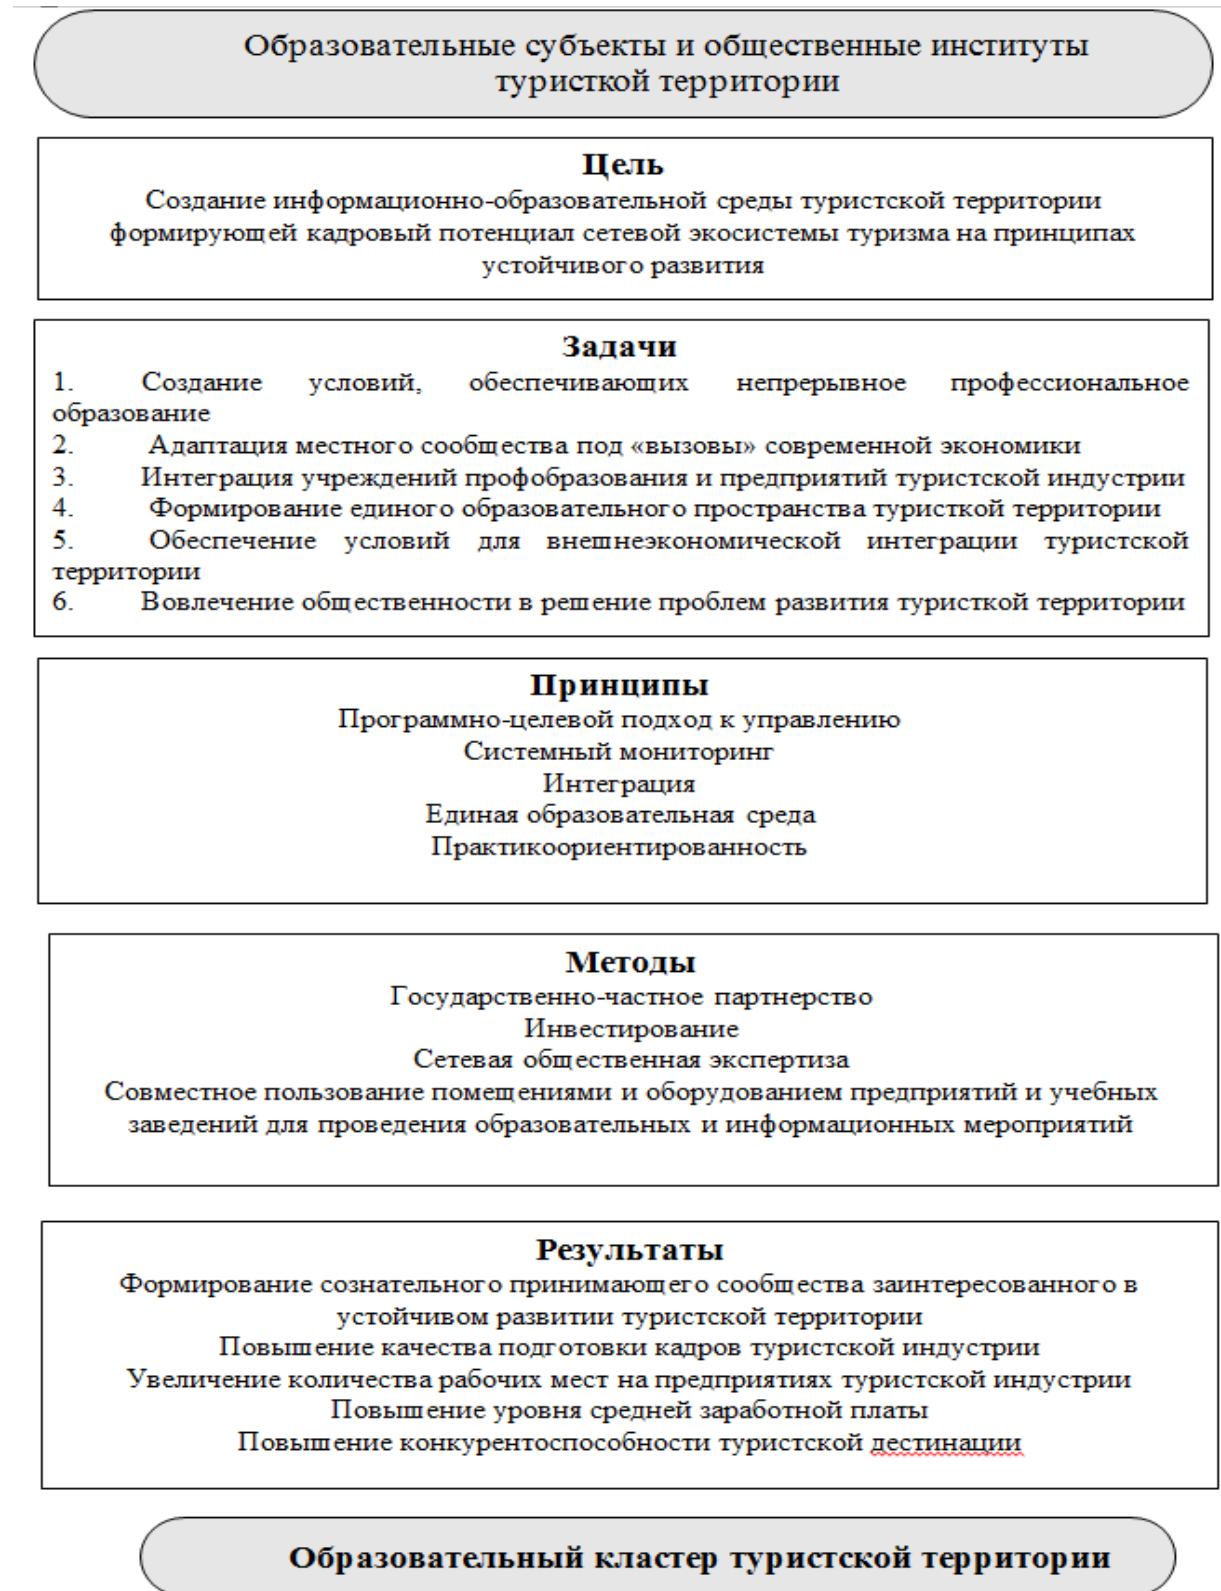 Образовательные субъекты и общественные институты
туристкой территории
Цель
Создание информационно-образовательной среды туристской территории
формирующей кадровый потенциал сетевой экосистемы туризма на принципах
устойчивого развития
Задачи
1. Создание условий, обеспечивающих непрерывное профессиональное
образование
2. Адаптация местного сообщества под «вызовы» современной экономики
3. Интеграция учреждений профобразования и предприятий туристской индустрии
4. Формирование единого образовательного пространства туристкой территории
5. Обеспечение условий для внешнеэкономической интеграции туристской
территории
6. Вовлечение общественности в решение проблем развития туристкой территории
Принципы
Программно-целевой подход к управлению
Системный мониторинг
Интеграция
Единая образовательная среда
Практикоориентированность
Методы
Государственно-частное партнерство
Инвестирование
Сетевая общественная экспертиза
Совместное пользование помещениями и оборудованием предприятий и учебных
заведений для проведения образовательных и информационных мероприятий
Результаты
Формирование сознательного принимающего сообщества заинтересованного в
устойчивом развитии туристской территории
Повышение качества подготовки кадров туристской индустрии
Увеличение количества рабочих мест на предприятиях туристской индустрии
Повышение уровня средней заработной платы
Повышение конкурентоспособности туристской дестинации
Образовательный кластер туристской территории